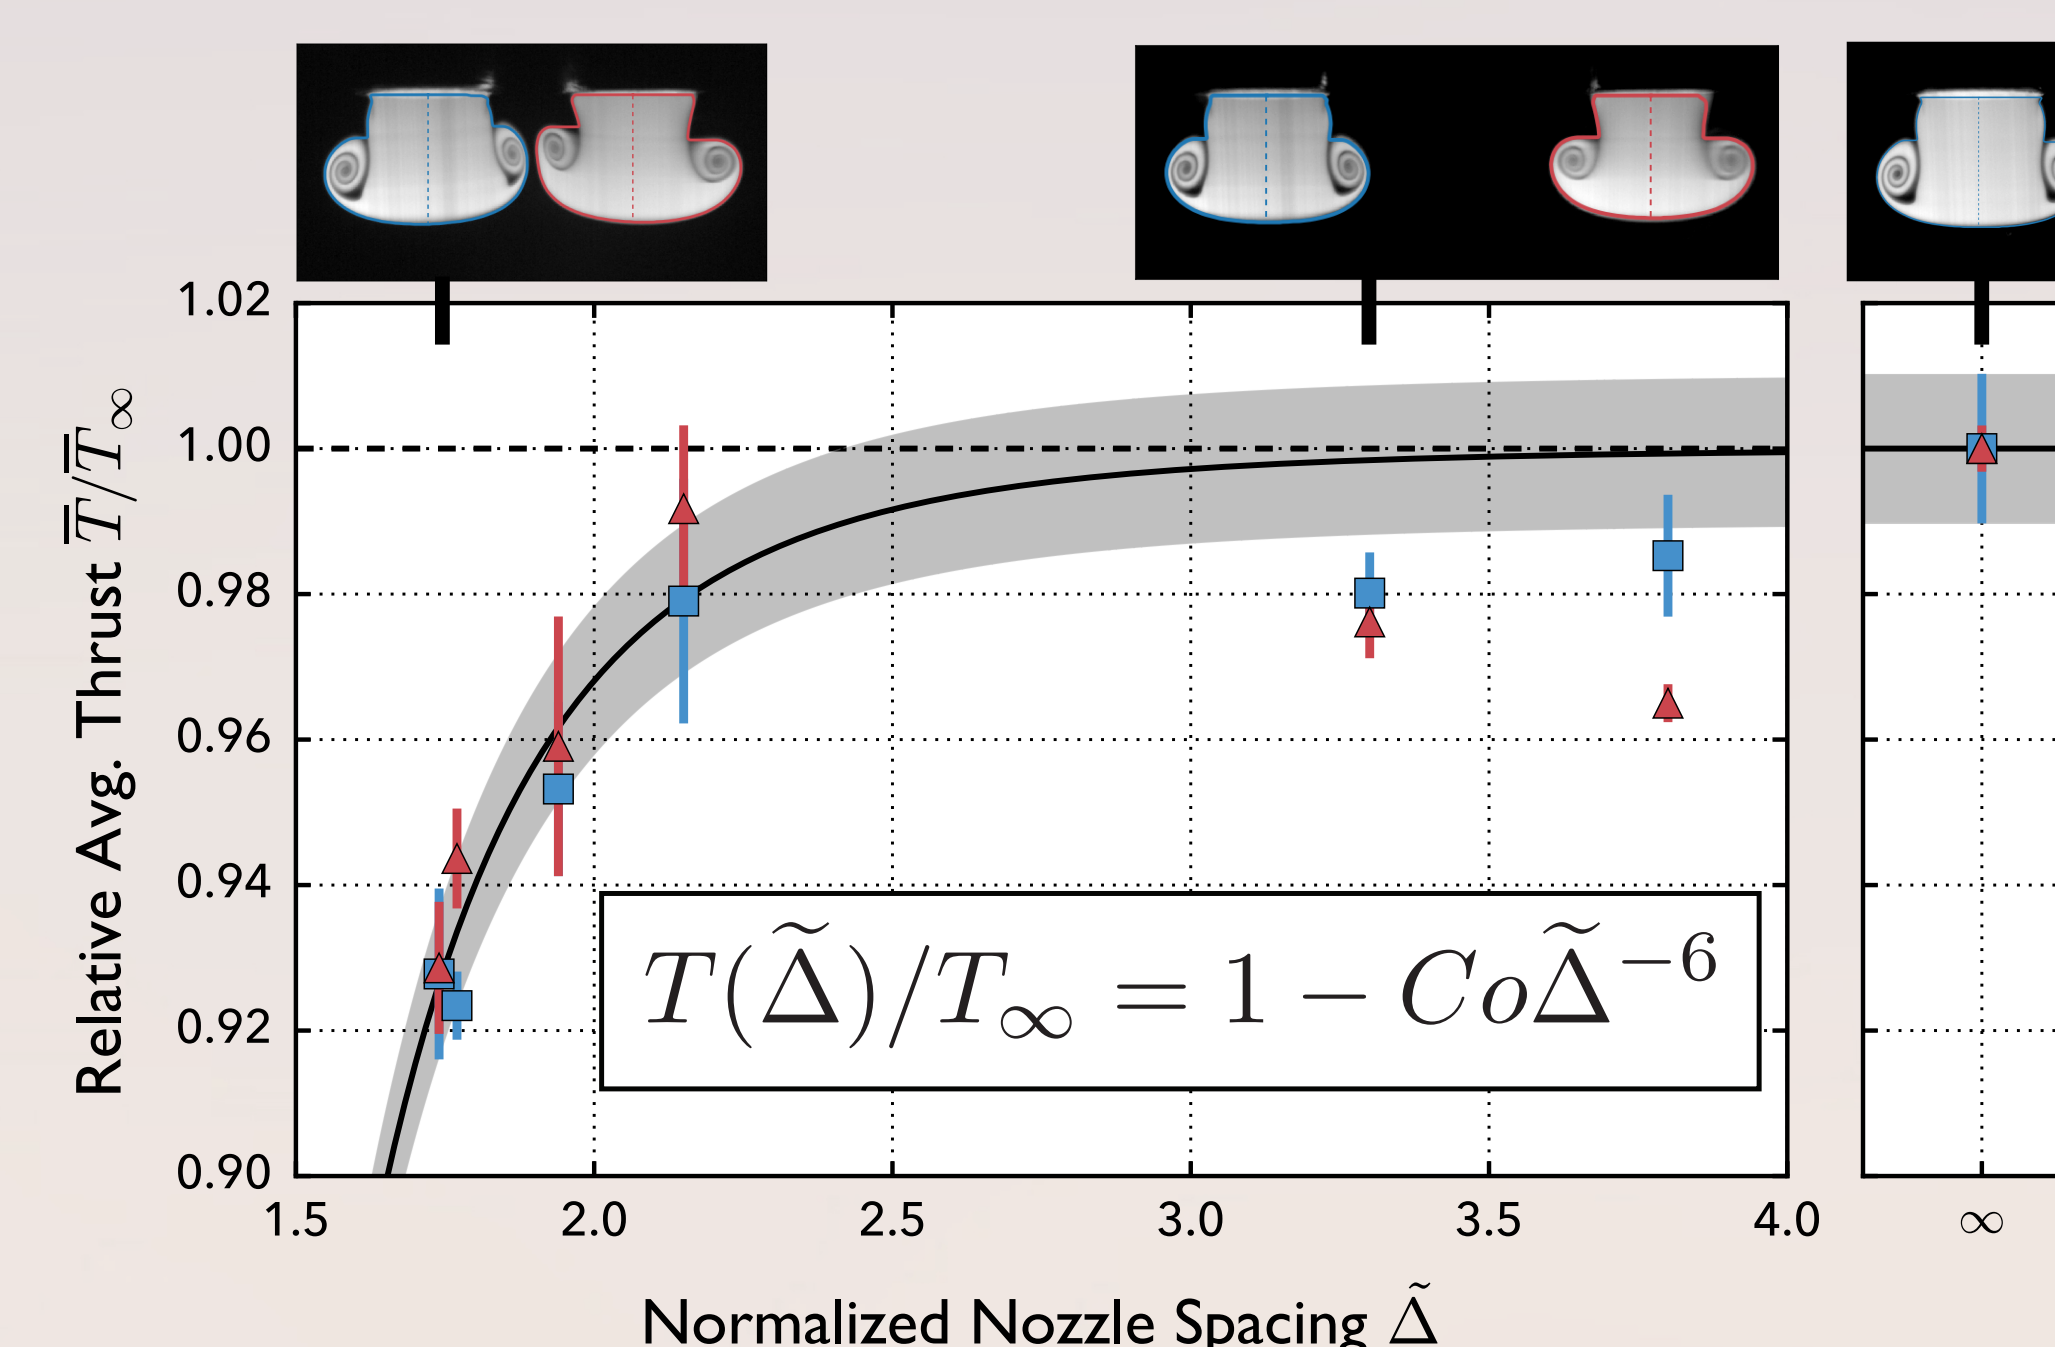 1.02
1.00
0.98
0.96
0.94
0.92
0.90
Relative Avg. Thrust T̅/T̅∞
T(Δ̃)/T∞ = 1 − CoΔ̃⁻⁶
1.5 2.0 2.5 3.0 3.5 4.0 ∞
Normalized Nozzle Spacing Δ̃